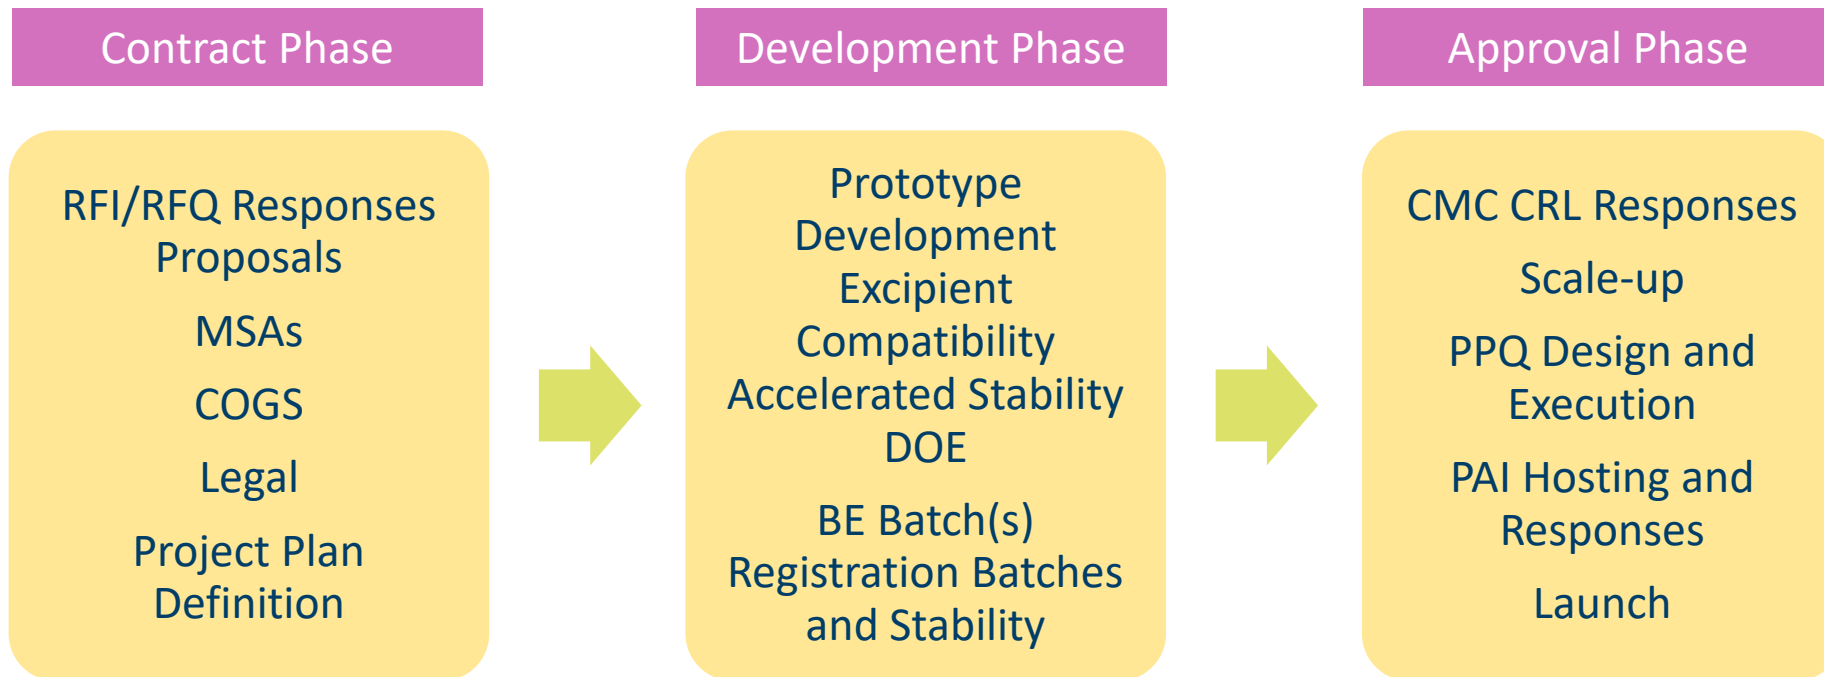 Contract Phase
RFI/RFQ Responses
Proposals
MSAs
COGS
Legal
Project Plan
Definition
Development Phase
Prototype
Development
Excipient
Compatibility
Accelerated Stability
DOE
BE Batch(s)
Registration Batches
and Stability
Approval Phase
CMC CRL Responses
Scale-up
PPQ Design and
Execution
PAI Hosting and
Responses
Launch